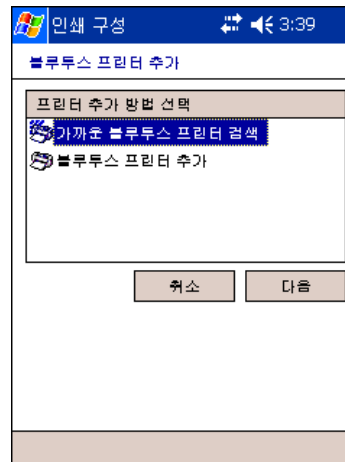 인쇄 구성 3:39
블루투스 프린터 추가
프린터 추가 방법 선택
가까운 블루투스 프린터 검색
블루투스 프린터 추가
취소 다음